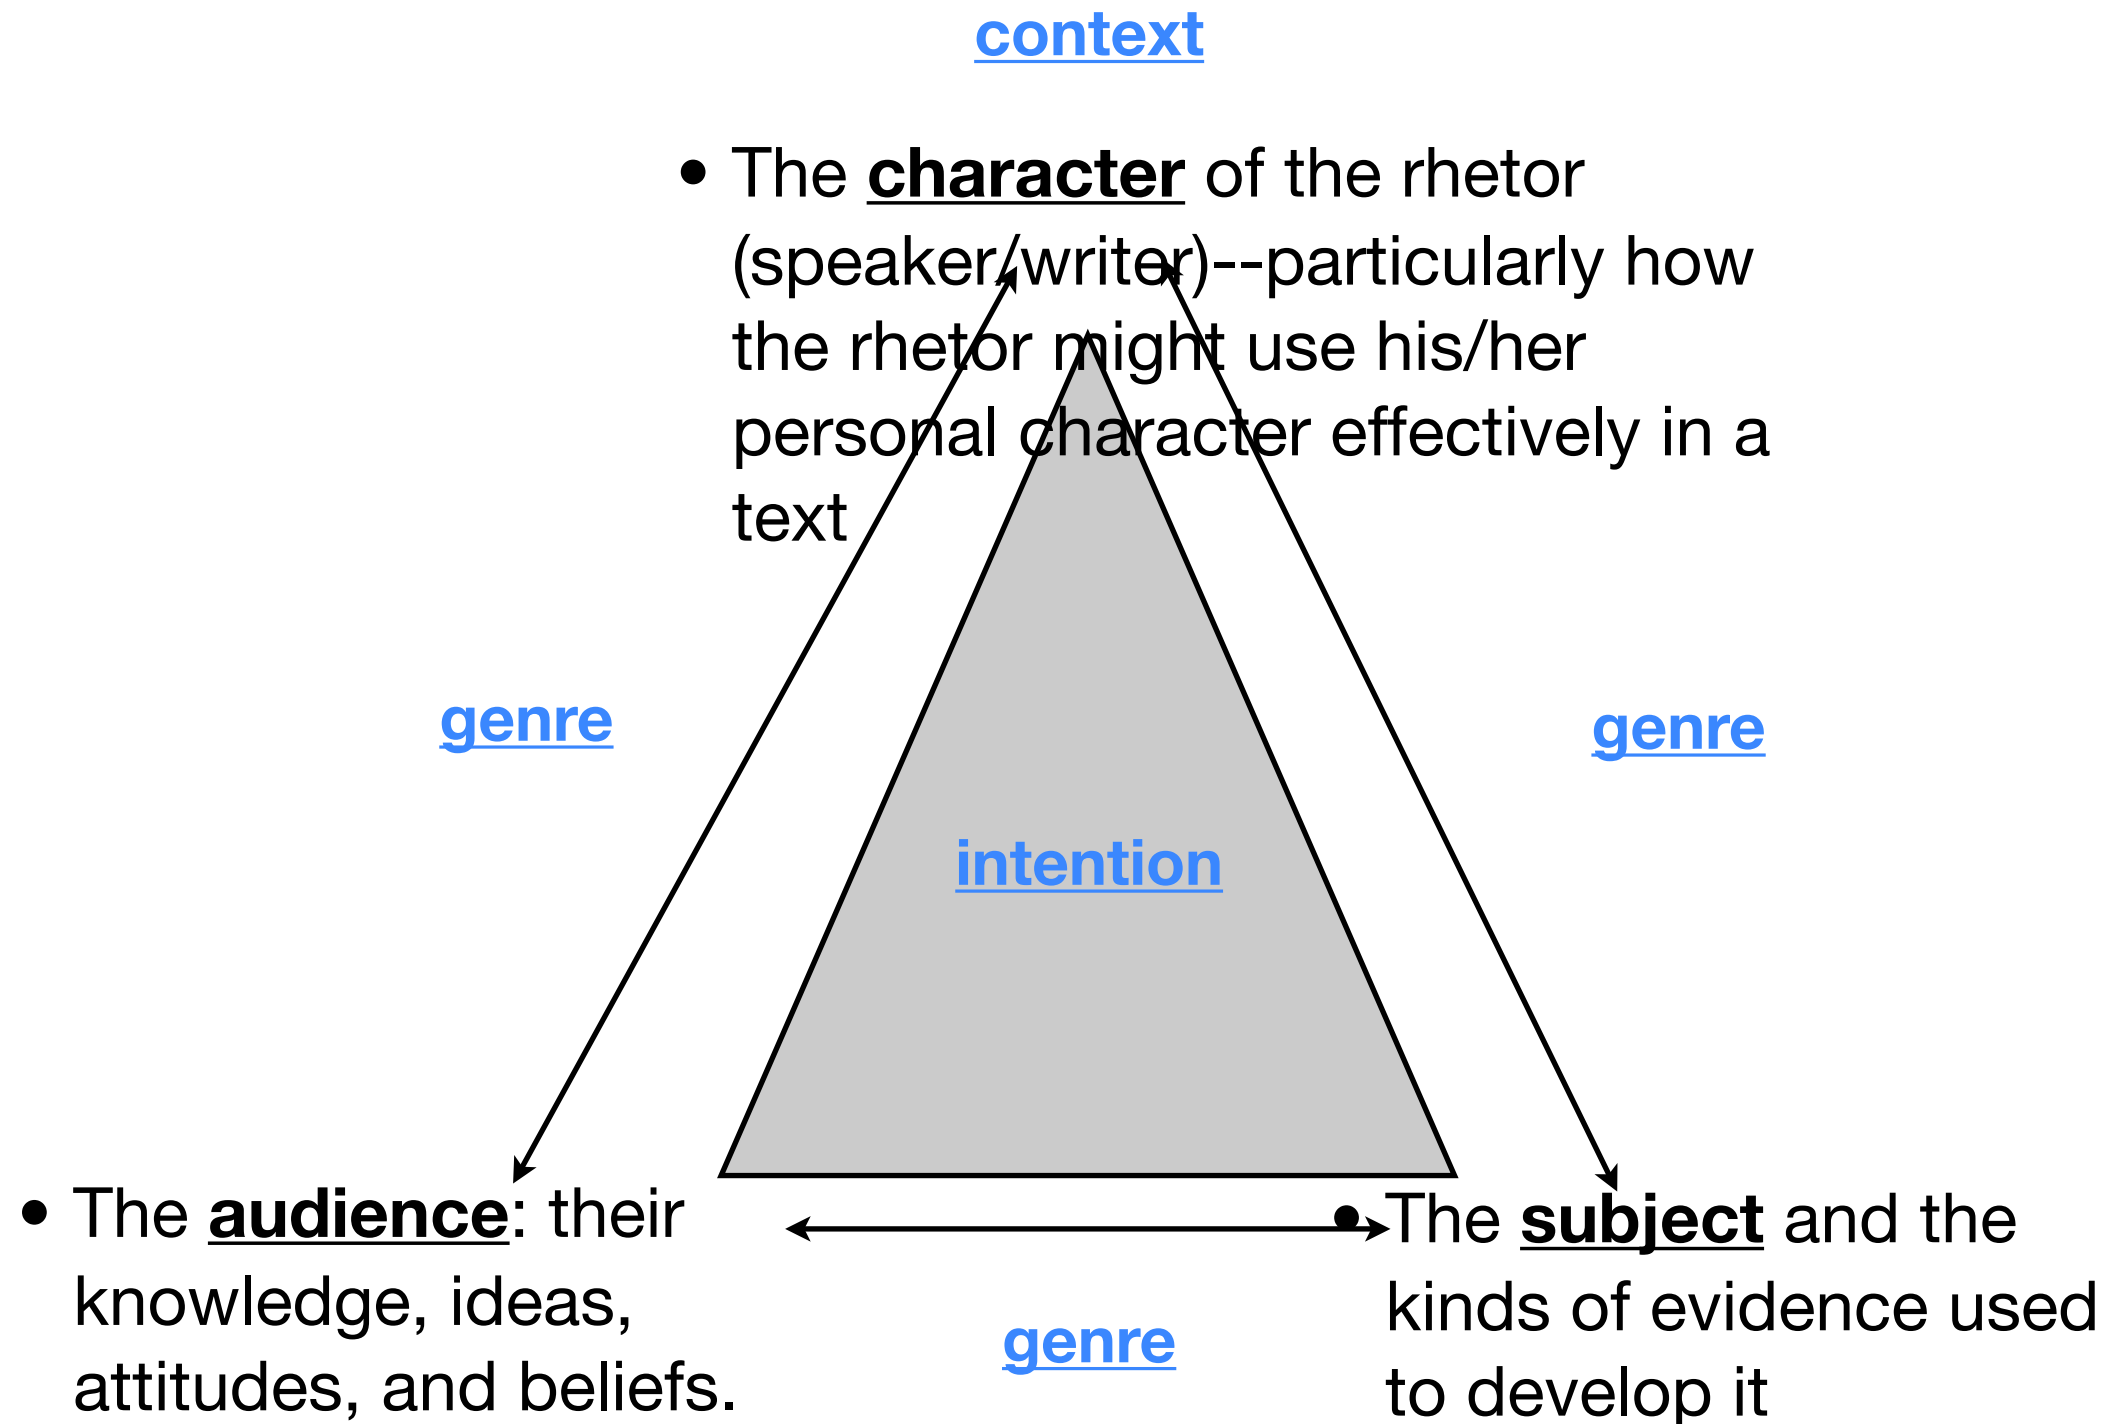 context
• The character of the rhetor
(speaker/writer)--particularly how
the rhetor might use his/her
personal character effectively in a
text
genre
genre
intention
• The audience: their
knowledge, ideas,
attitudes, and beliefs.
• The subject and the
kinds of evidence used
to develop it
genre